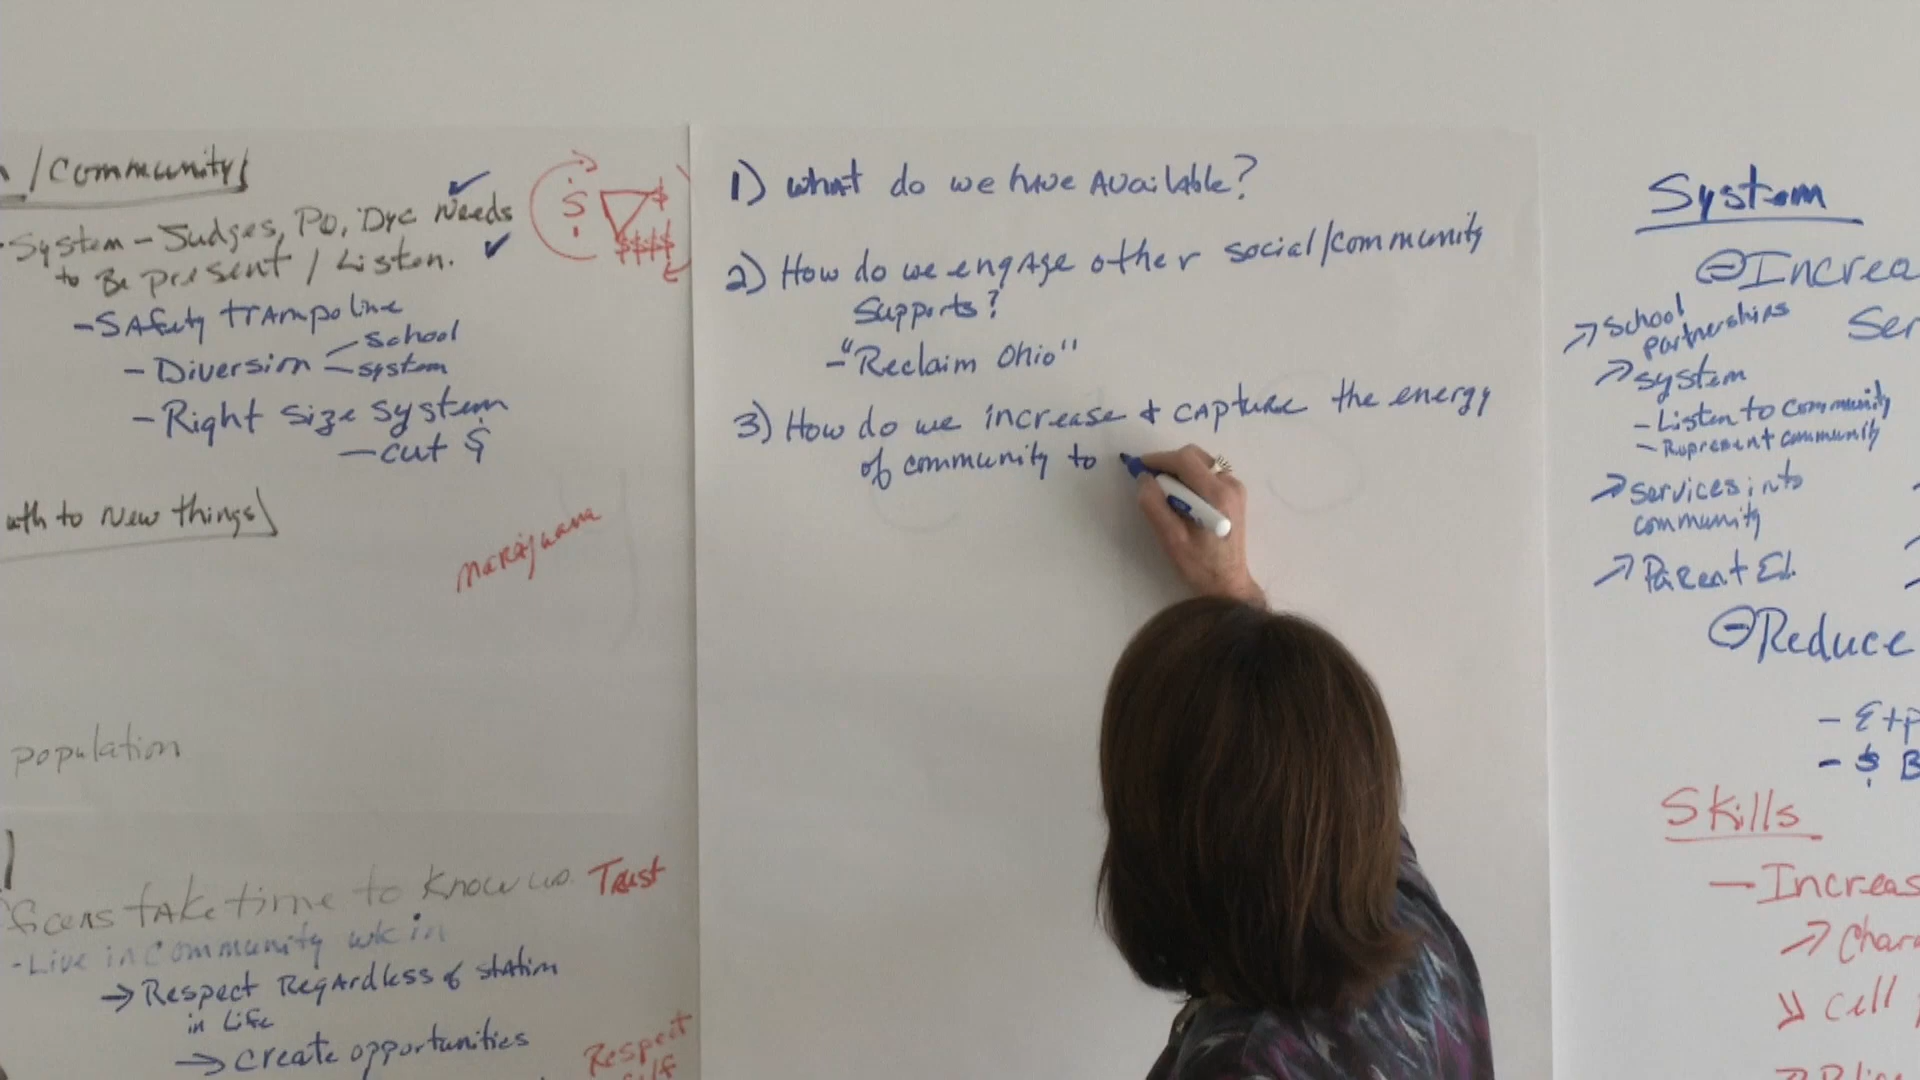 /Community
System - Judges, PO, DYC Needs
to Be present / Liston.
- SAfety trampoline
- Diversion - school
- system
- Right size system
- cut $
to New things
marajuana
population
take time to know us. Trust
- Live in community wk in
→ Respect Regardless of station
in Life
→ create opportunities
Respect
$
$
$$$$
1) what do we have Available?
2) How do we engage other social/community
Supports?
- "Reclaim Ohio"
3) How do we increase + capture the energy
of community to
System
⊖ Increa
↗ School
partnerships
Ser
↗ system
- Listen to community
- Represent community
↗ services into
community
↗ Parent Ed.
⊖ Reduce
- $ B
Skills
- Increas
↗ Chara
↘ cell